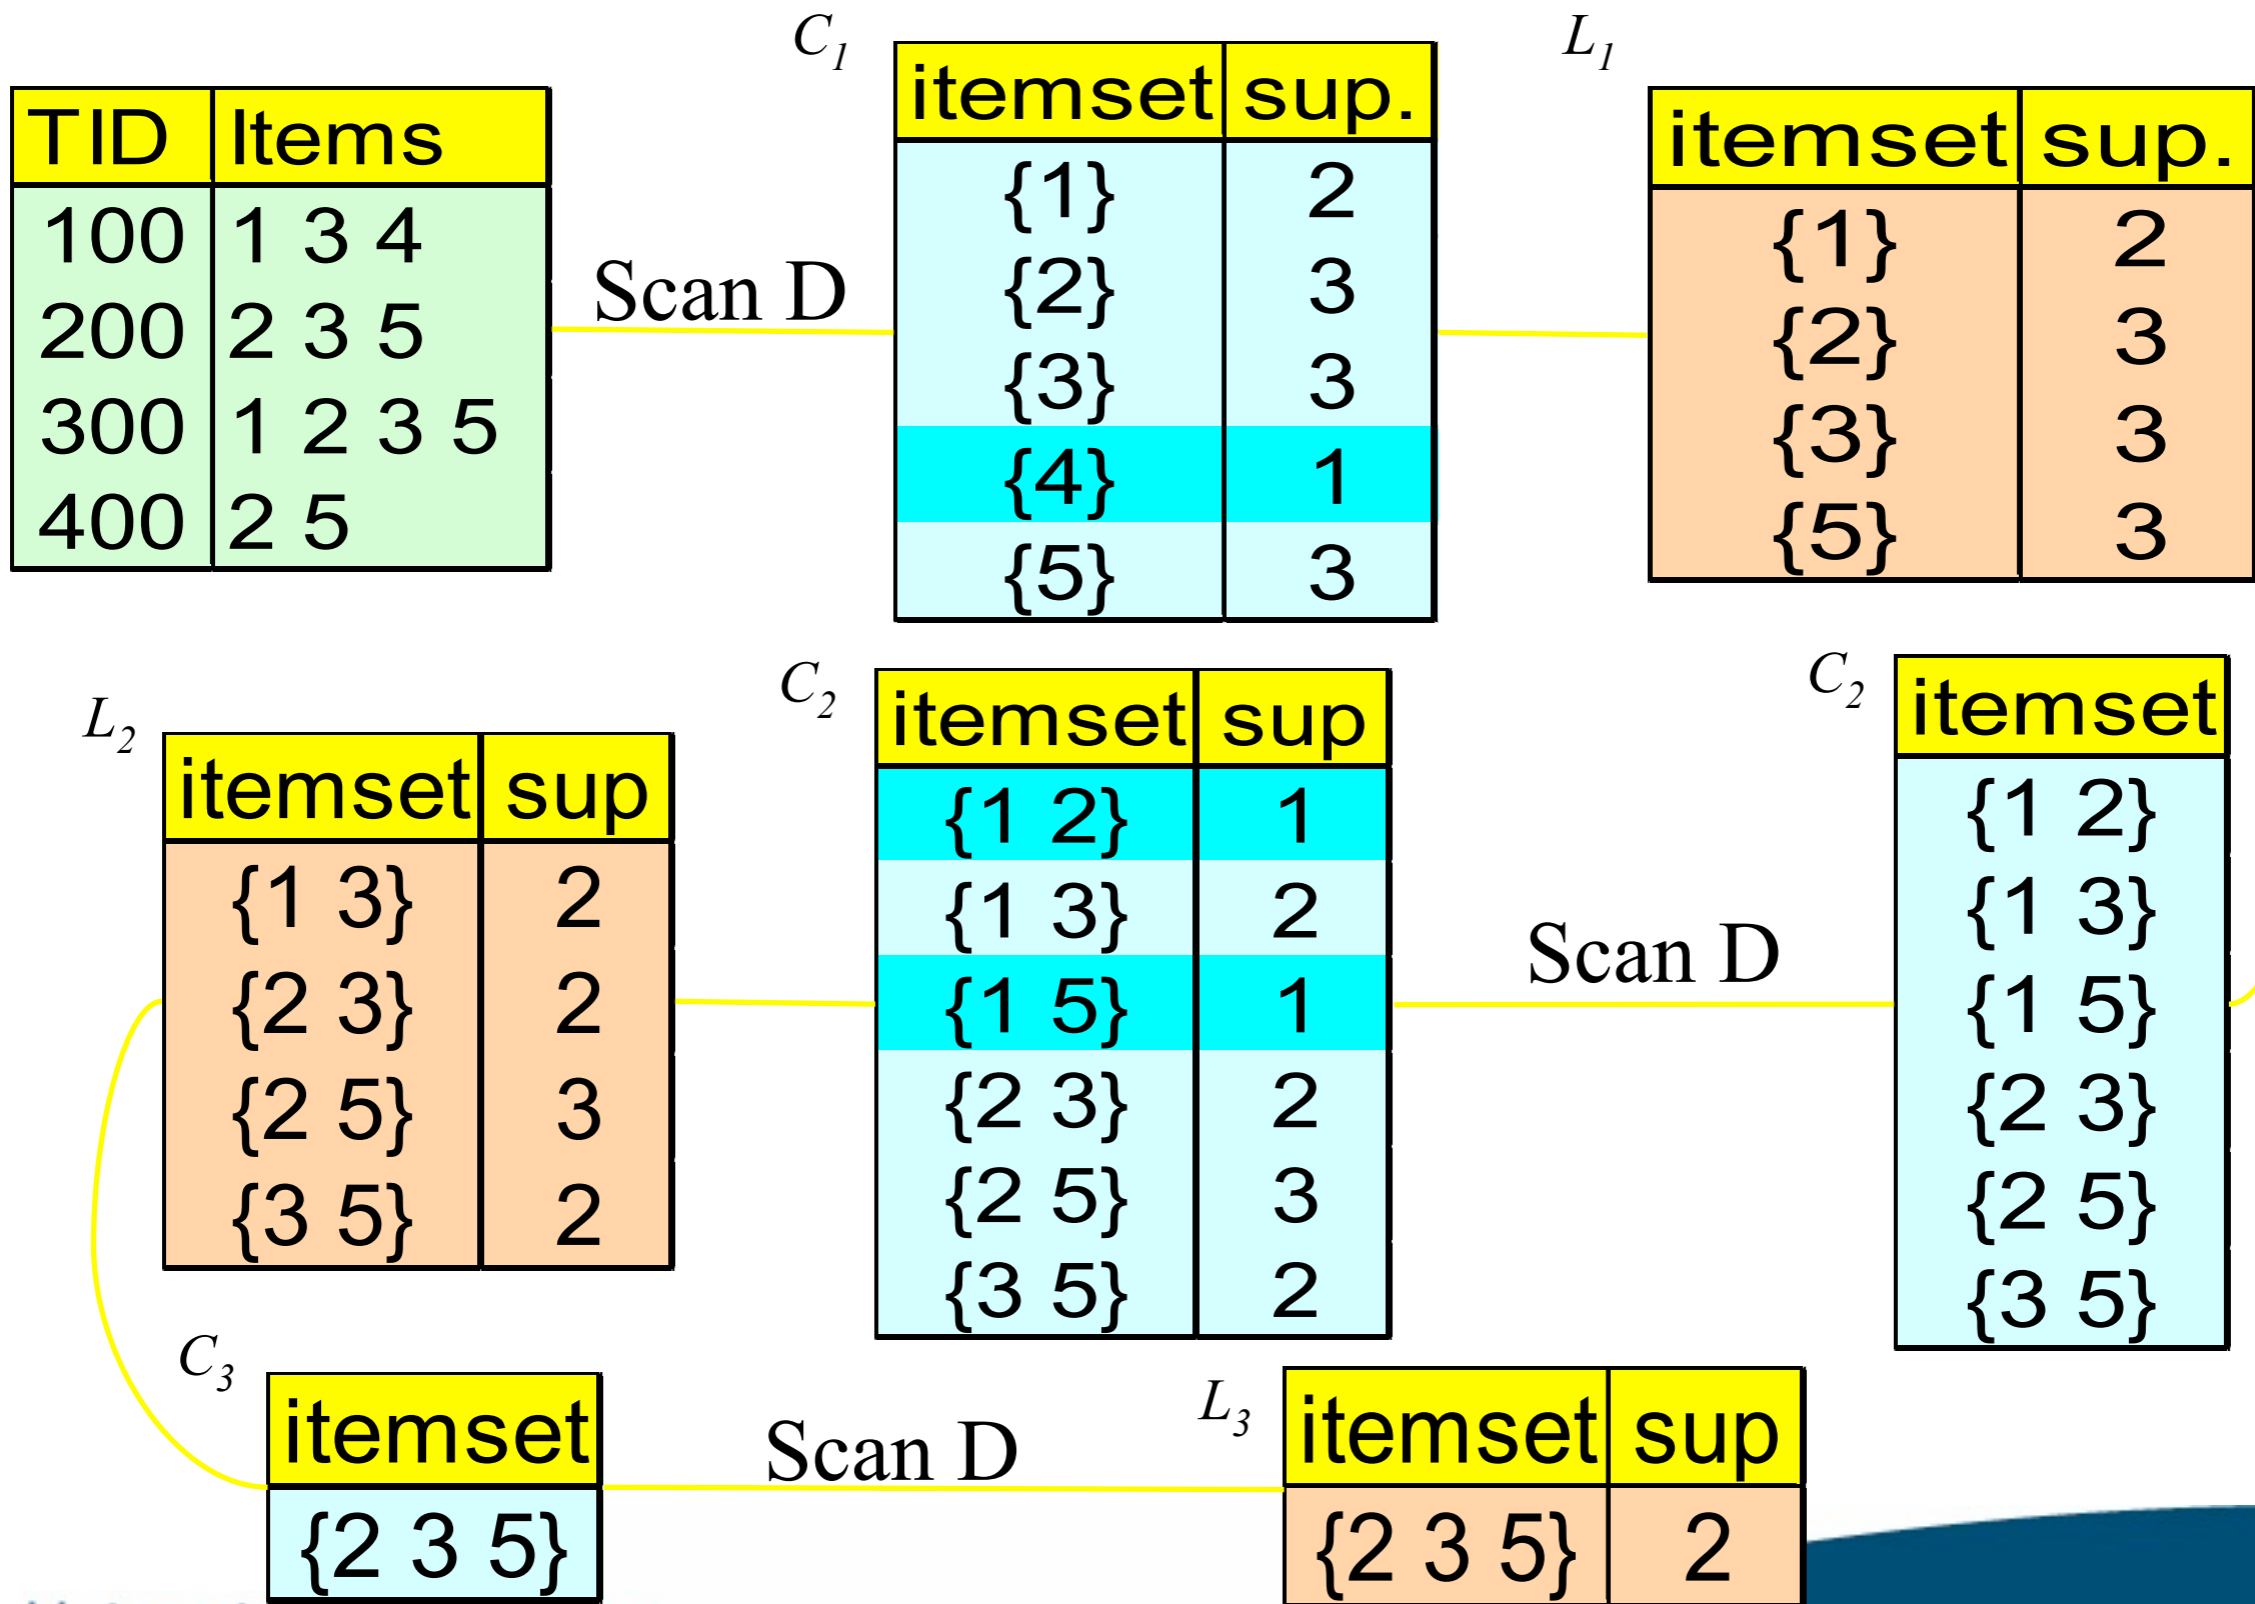 C1
itemset sup.
{1} 2
{2} 3
{3} 3
{4} 1
{5} 3
L1
itemset sup.
{1} 2
{2} 3
{3} 3
{5} 3
TID Items
100 1 3 4
200 2 3 5
300 1 2 3 5
400 2 5
Scan D
L2
itemset sup
{1 3} 2
{2 3} 2
{2 5} 3
{3 5} 2
C2
itemset sup
{1 2} 1
{1 3} 2
{1 5} 1
{2 3} 2
{2 5} 3
{3 5} 2
Scan D
C2
itemset
{1 2}
{1 3}
{1 5}
{2 3}
{2 5}
{3 5}
C3
itemset
{2 3 5}
Scan D
L3
itemset sup
{2 3 5} 2